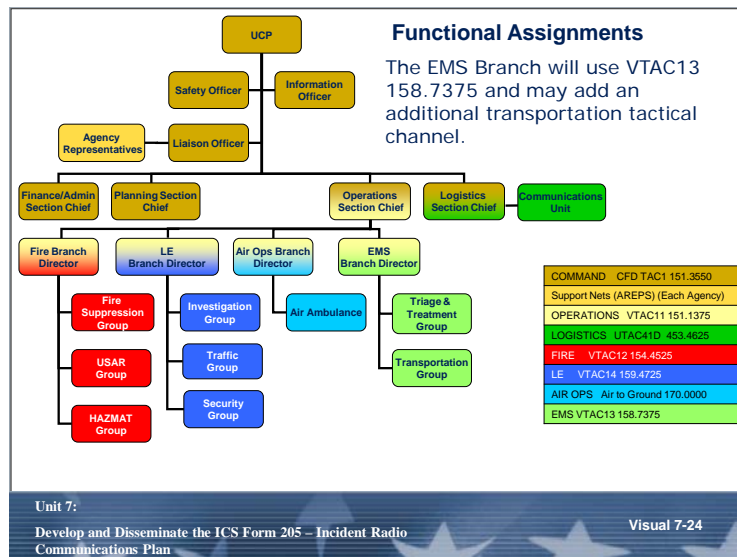 UCP
Functional Assignments
The EMS Branch will use VTAC13
158.7375 and may add an
additional transportation tactical
channel.
Safety Officer
Information
Officer
Agency
Representatives
Liaison Officer
Finance/Admin
Section Chief
Planning Section
Chief
Operations
Section Chief
Logistics
Section Chief
Communications
Unit
Fire Branch
Director
LE
Branch Director
Air Ops Branch
Director
EMS
Branch Director
Fire
Suppression
Group
Investigation
Group
Air Ambulance
Triage &
Treatment
Group
USAR
Group
Traffic
Group
Transportation
Group
HAZMAT
Group
Security
Group
COMMAND CFD TAC1 151.3550
Support Nets (AREPS) (Each Agency)
OPERATIONS VTAC11 151.1375
LOGISTICS UTAC41D 453.4625
FIRE VTAC12 154.4525
LE VTAC14 159.4725
AIR OPS Air to Ground 170.0000
EMS VTAC13 158.7375
Unit 7:
Develop and Disseminate the ICS Form 205 – Incident Radio
Communications Plan
Visual 7-24